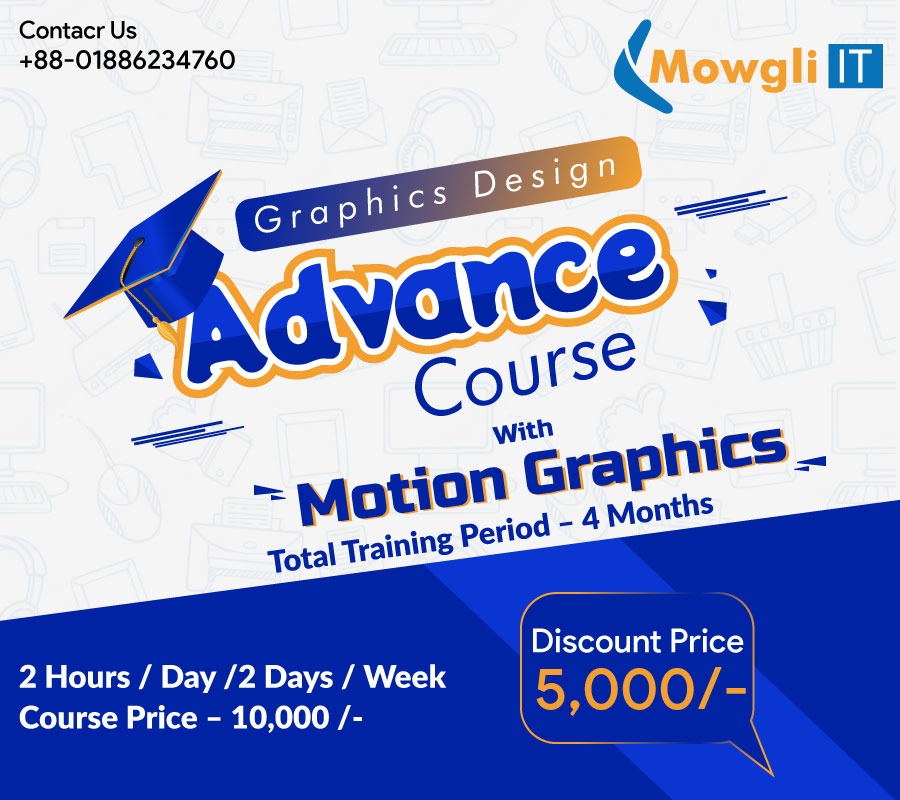 Contacr Us
+88-01886234760
Mowgli IT
Graphics Design
Advance
Course
With
Motion Graphics
Total Training Period – 4 Months
2 Hours / Day /2 Days / Week
Course Price – 10,000 /-
Discount Price
5,000/-